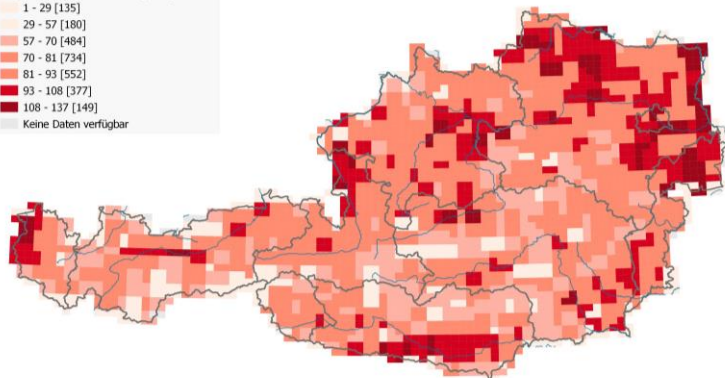 1 - 29 [135]
29 - 57 [180]
57 - 70 [484]
70 - 81 [734]
81 - 93 [552]
93 - 108 [377]
108 - 137 [149]
Keine Daten verfügbar